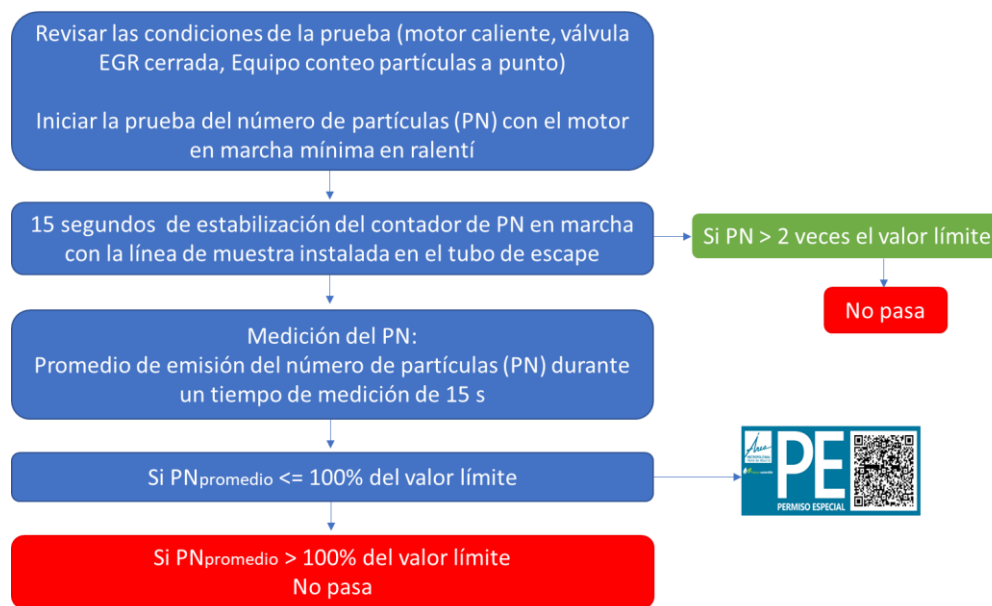 Revisar las condiciones de la prueba (motor caliente, válvula
EGR cerrada, Equipo conteo partículas a punto)
Iniciar la prueba del número de partículas (PN) con el motor
en marcha mínima en ralentí
15 segundos de estabilización del contador de PN en marcha
con la línea de muestra instalada en el tubo de escape
Si PN > 2 veces el valor límite
No pasa
Medición del PN:
Promedio de emisión del número de partículas (PN) durante
un tiempo de medición de 15 s
Si PNpromedio <= 100% del valor límite
Área
PE
PERMISO ESPECIAL
Si PNpromedio > 100% del valor límite
No pasa